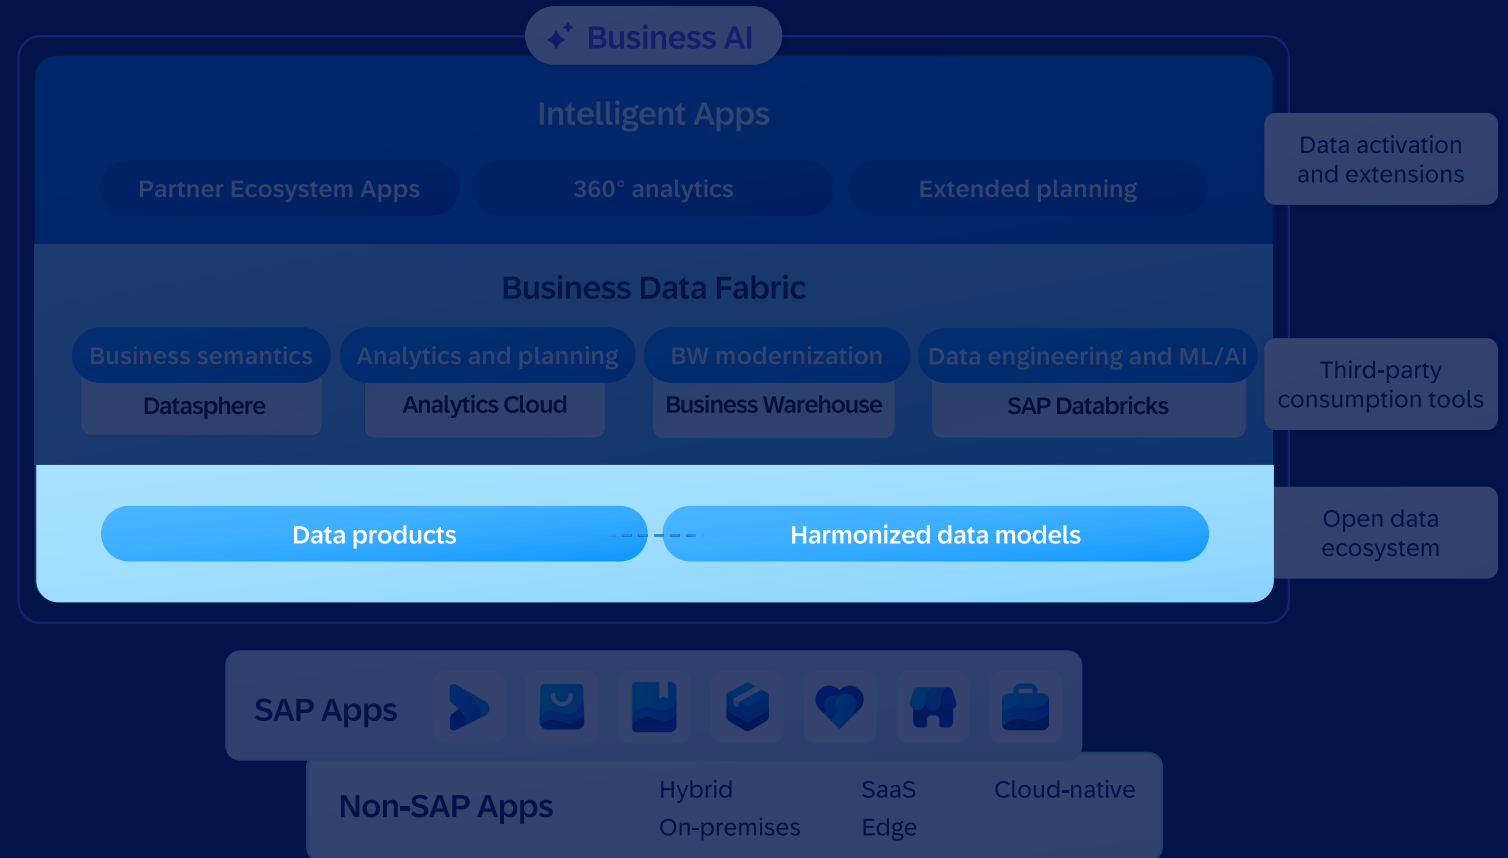 Business AI
Intelligent Apps
Partner Ecosystem Apps
360° analytics
Extended planning
Data activation
and extensions
Business Data Fabric
Business semantics
Datasphere
Analytics and planning
Analytics Cloud
BW modernization
Business Warehouse
Data engineering and ML/AI
SAP Databricks
Third-party
consumption tools
Data products
Harmonized data models
Open data
ecosystem
SAP Apps
Non-SAP Apps
Hybrid
SaaS
Cloud-native
On-premises
Edge